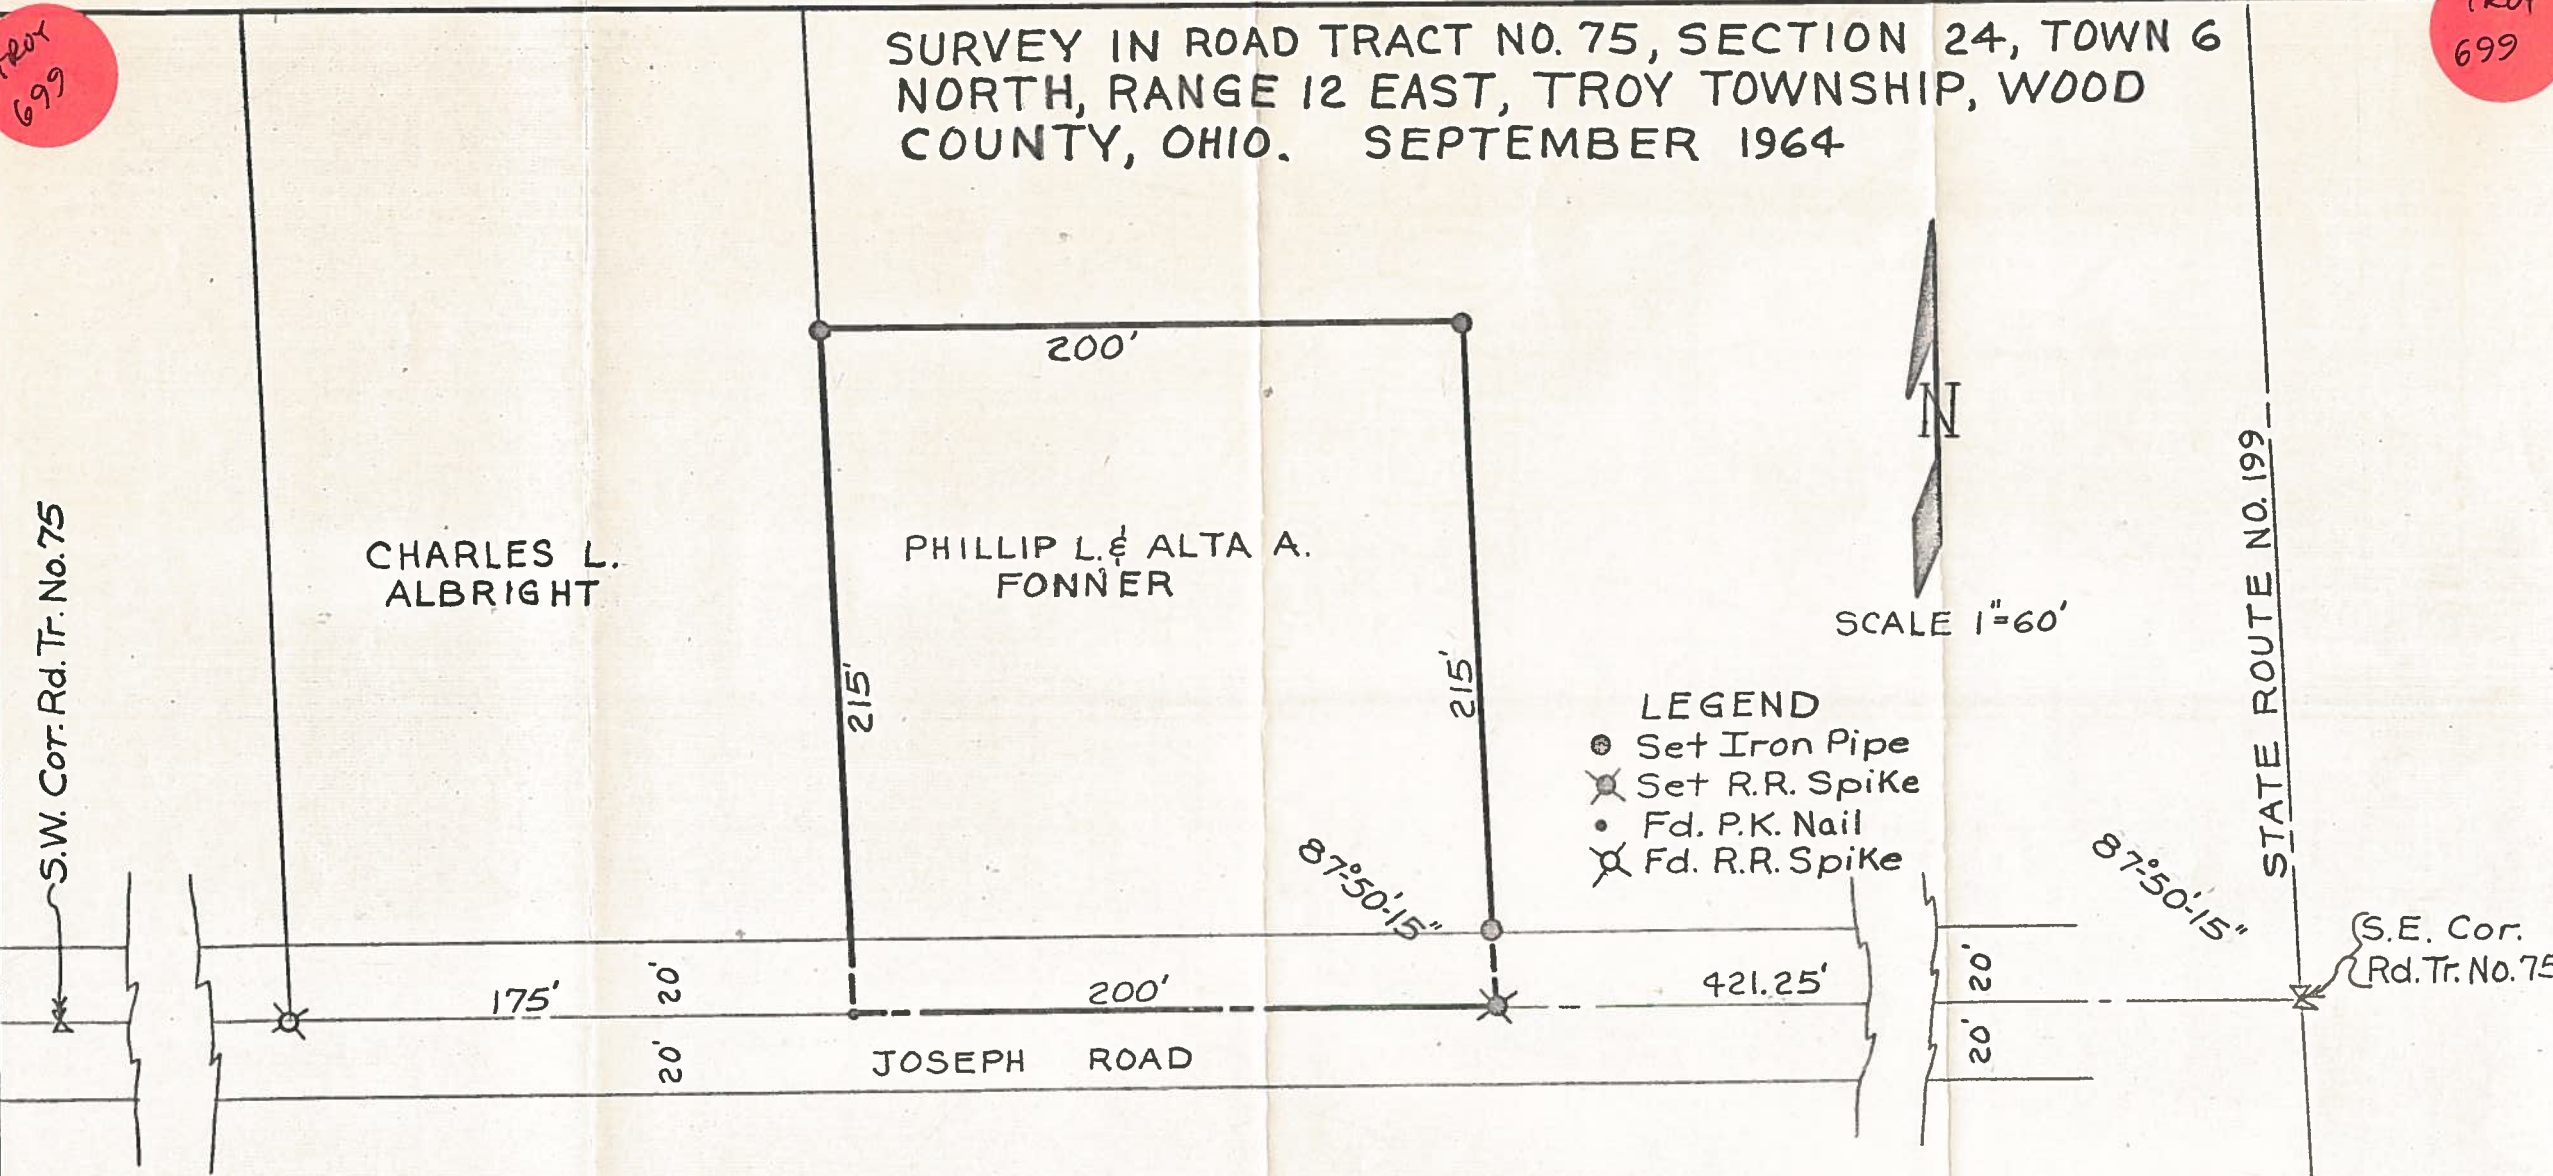 TROY
699
SURVEY IN ROAD TRACT NO. 75, SECTION 24, TOWN 6
NORTH, RANGE 12 EAST, TROY TOWNSHIP, WOOD
COUNTY, OHIO. SEPTEMBER 1964
TROY
699
200'
N
SCALE 1"=60'
S.W. Cor. Rd. Tr. No. 75
CHARLES L.
ALBRIGHT
PHILLIP L. & ALTA A.
FONNER
215'
215'
STATE ROUTE NO. 199
LEGEND
Set Iron Pipe
Set R.R. Spike
Fd. P.K. Nail
Fd. R.R. Spike
87°-50'-15"
87°-50'-15"
S.E. Cor.
Rd. Tr. No. 75
175'
20'
200'
421.25'
20'
20'
JOSEPH ROAD
20'